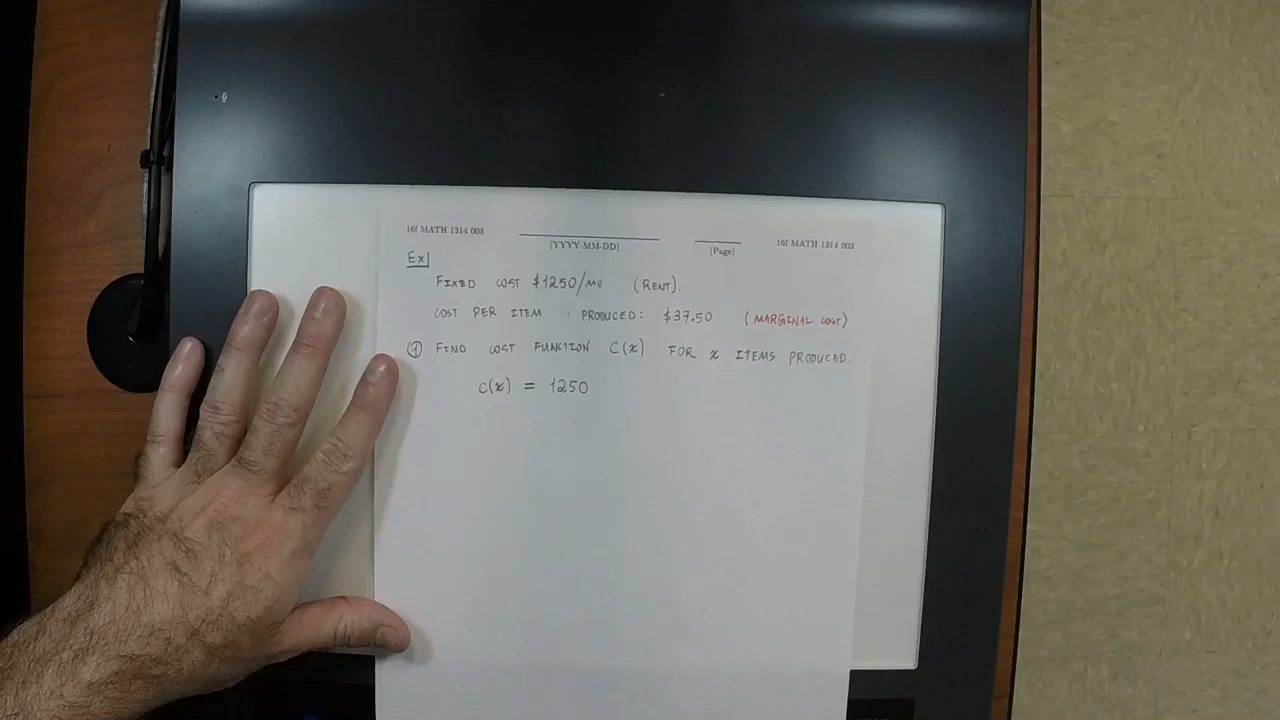 16f MATH 1314 003 (YYYY-MM-DD) (Page) 16f MATH 1314 003
Ex
FIXED COST $1250/MO (RENT).
COST PER ITEM PRODUCED: $37.50 (MARGINAL COST)
① FIND COST FUNCTION C(x) FOR x ITEMS PRODUCED.
C(x) = 1250